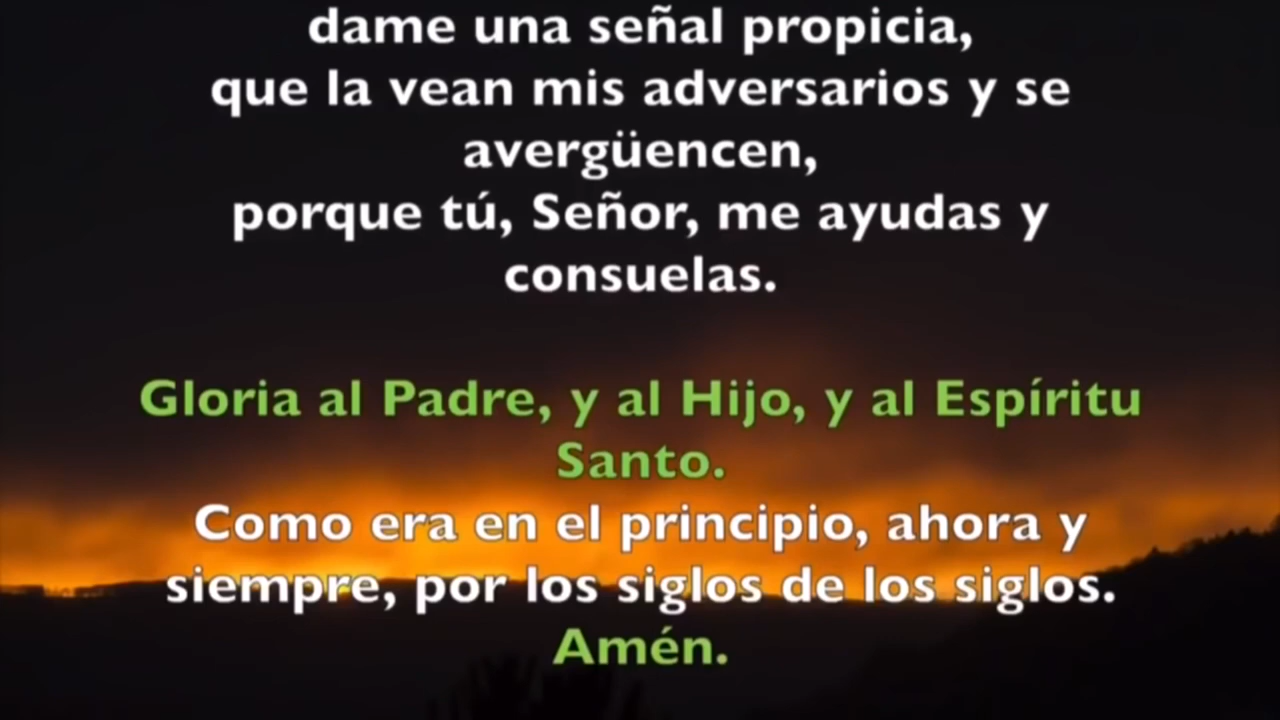 dame una señal propicia,
que la vean mis adversarios y se
avergüencen,
porque tú, Señor, me ayudas y
consuelas.
Gloria al Padre, y al Hijo, y al Espíritu
Santo.
Como era en el principio, ahora y
siempre, por los siglos de los siglos.
Amén.